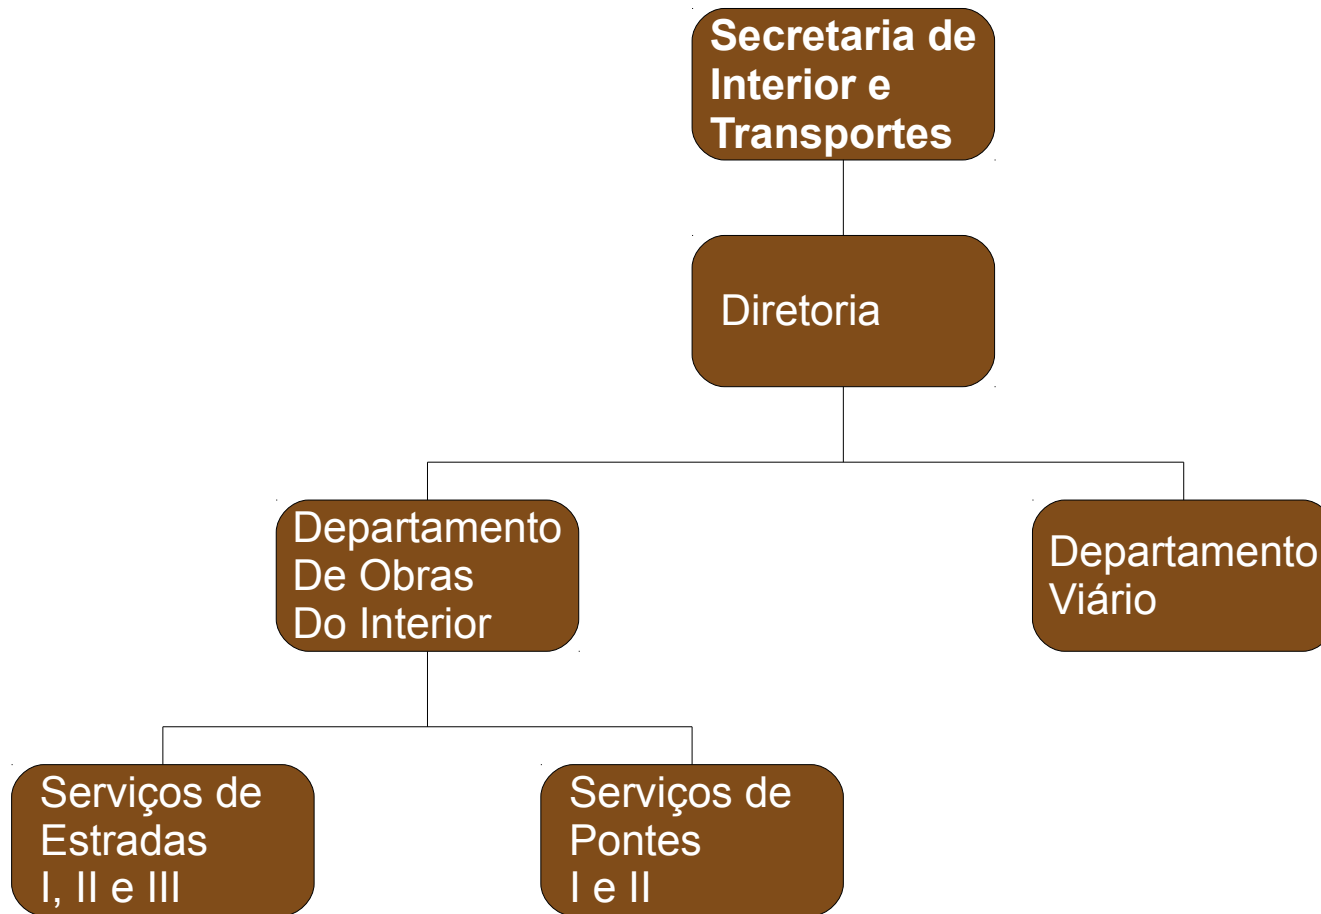 Secretaria de
Interior e
Transportes
Diretoria
Departamento
De Obras
Do Interior
Departamento
Viário
Serviços de
Estradas
I, II e III
Serviços de
Pontes
I e II